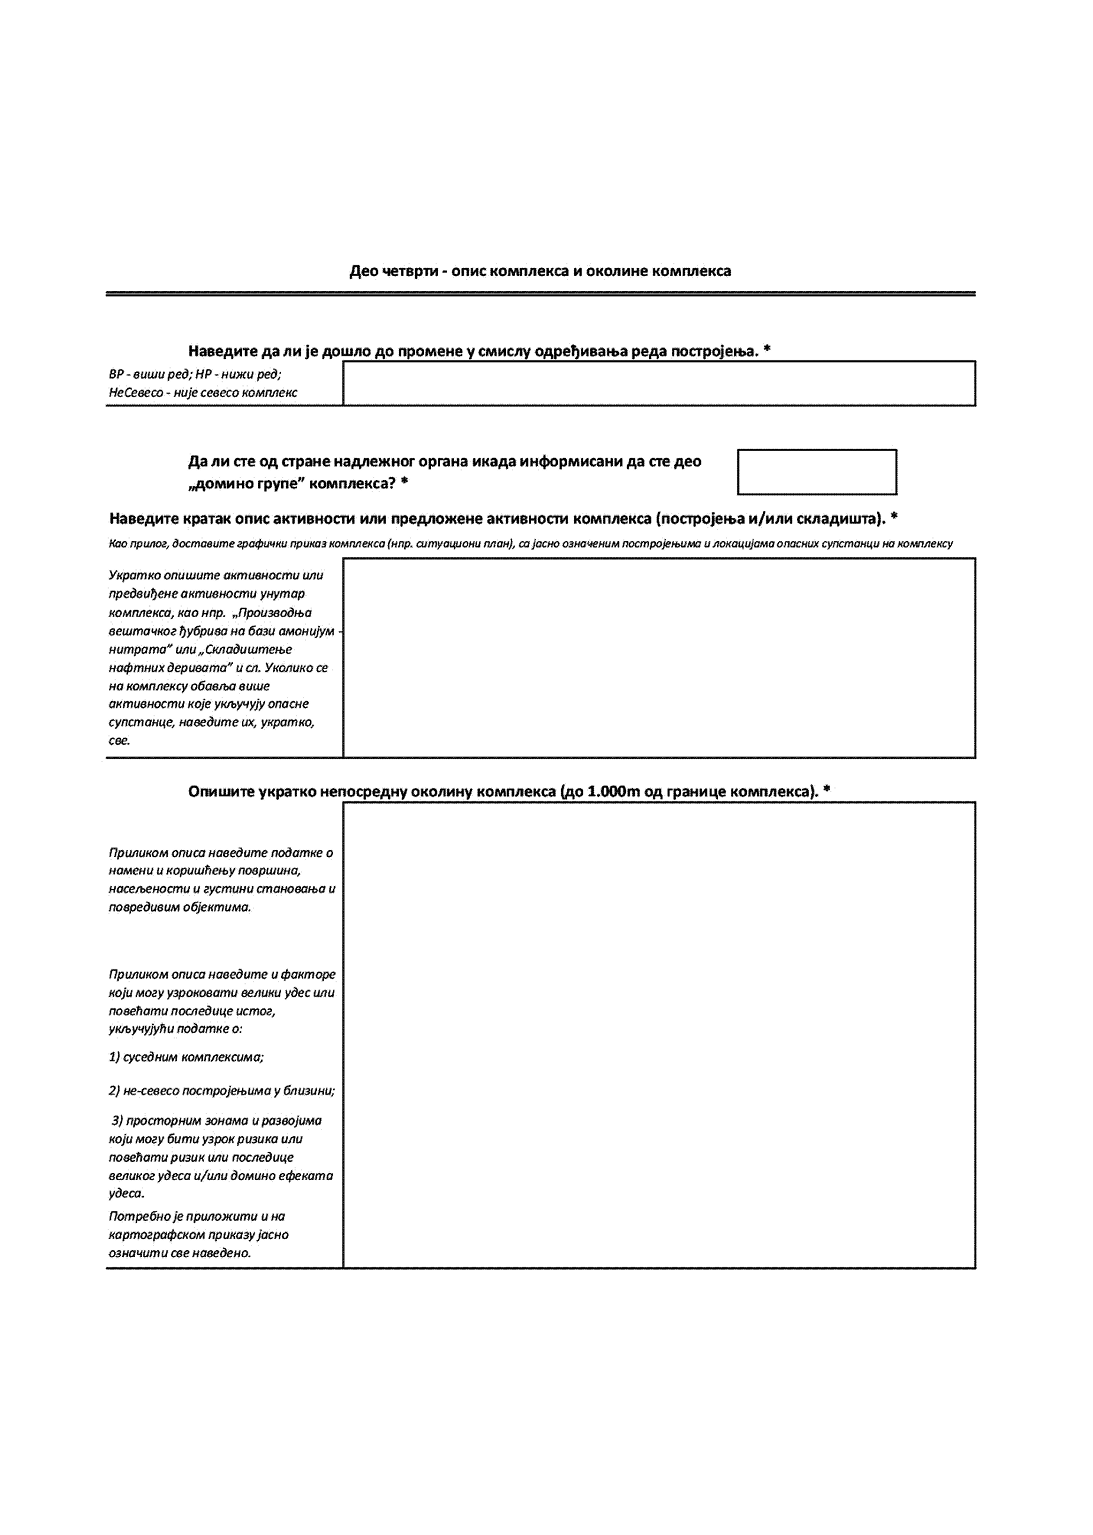 Део четврти - опис комплекса и околине комплекса
Наведите да ли је дошло до промене у смислу одређивања реда постројења. *
ВР - виши ред; НР - нижи ред;
НеСевесо - није севесо комплекс
Да ли сте од стране надлежног органа икада информисани да сте део
„домино групе” комплекса? *
Наведите кратак опис активности или предложене активности комплекса (постројења и/или складишта). *
Као прилог, доставите графички приказ комплекса (нпр. ситуациони план), са јасно означеним постројењима и локацијама опасних супстанци на комплексу
Укратко опишите активности или
предвиђене активности унутар
комплекса, као нпр. „Производња
вештачког ђубрива на бази амонијум -
нитрата” или „Складиштење
нафтних деривата” и сл. Уколико се
на комплексу обавља више
активности које укључују опасне
супстанце, наведите их, укратко,
све.
Опишите укратко непосредну околину комплекса (до 1.000m од границе комплекса). *
Приликом описа наведите податке о
намени и коришћењу површина,
насељености и густини становања и
повредивим објектима.
Приликом описа наведите и факторе
који могу узроковати велики удес или
повећати последице истог,
укључујући податке о:
1) суседним комплексима;
2) не-севесо постројењима у близини;
3) просторним зонама и развојима
који могу бити узрок ризика или
повећати ризик или последице
великог удеса и/или домино ефеката
удеса.
Потребно је приложити и на
картографском приказу јасно
означити све наведено.